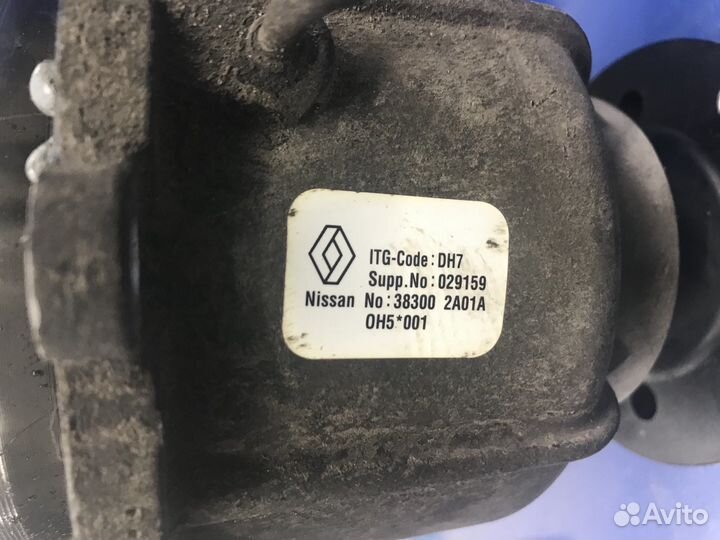 ITG-Code:DH7
Supp.No:029159
Nissan No:38300 2A01A
OH5*001
Avito